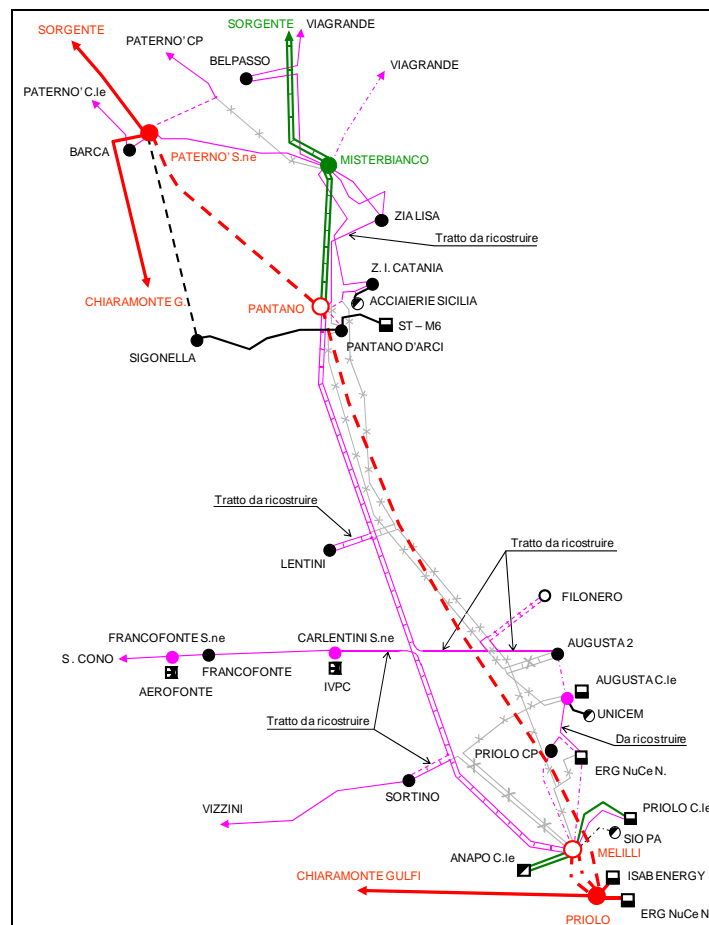 SORGENTE
SORGENTE
VIAGRANDE
PATERNO' CP
BELPASSO
VIAGRANDE
PATERNO' C.le
BARCA
PATERNO' S.ne
MISTERBIANCO
ZIA LISA
Tratto da ricostruire
Z. I. CATANIA
CHIARAMONTE G.
PANTANO
ACCIAIERIE SICILIA
ST – M6
SIGONELLA
PANTANO D'ARCI
Tratto da ricostruire
LENTINI
Tratto da ricostruire
FILONERO
FRANCOFONTE S.ne
CARLENTINI S.ne
AUGUSTA 2
S. CONO
FRANCOFONTE
AEROFONTE
IVPC
AUGUSTA C.le
UNICEM
Tratto da ricostruire
Da ricostruire
PRIOLO CP
ERG NuCe N.
SORTINO
VIZZINI
PRIOLO C.le
SIO PA
MELILLI
ANAPO C.le
CHIARAMONTE GULFI
ISAB ENERGY
ERG NuCe N
PRIOLO